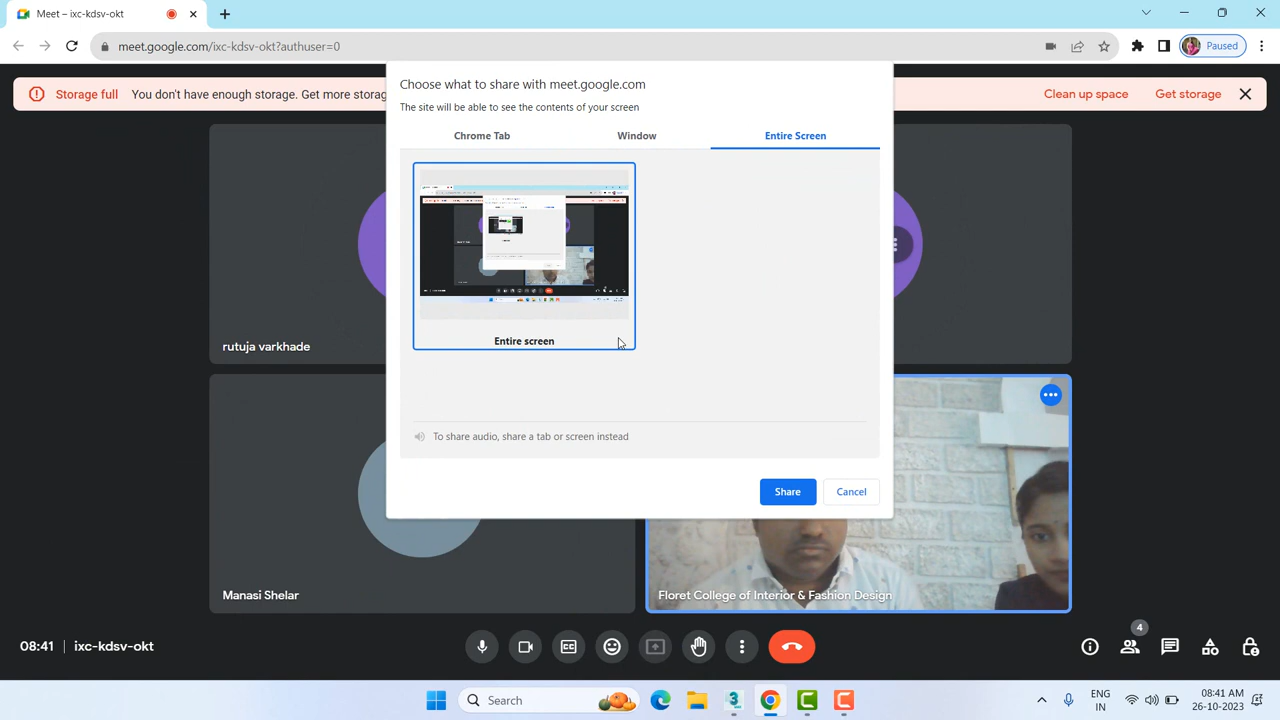 Meet – ixc-kdsv-okt
meet.google.com/ixc-kdsv-okt?authuser=0
Paused
Choose what to share with meet.google.com
The site will be able to see the contents of your screen
Storage full You don't have enough storage. Get more storag
Clean up space Get storage
Chrome Tab Window Entire Screen
Entire screen
rutuja varkhade
To share audio, share a tab or screen instead
Share Cancel
Manasi Shelar
Floret College of Interior & Fashion Design
4
08:41 | ixc-kdsv-okt
Search
ENG
IN
08:41 AM
26-10-2023